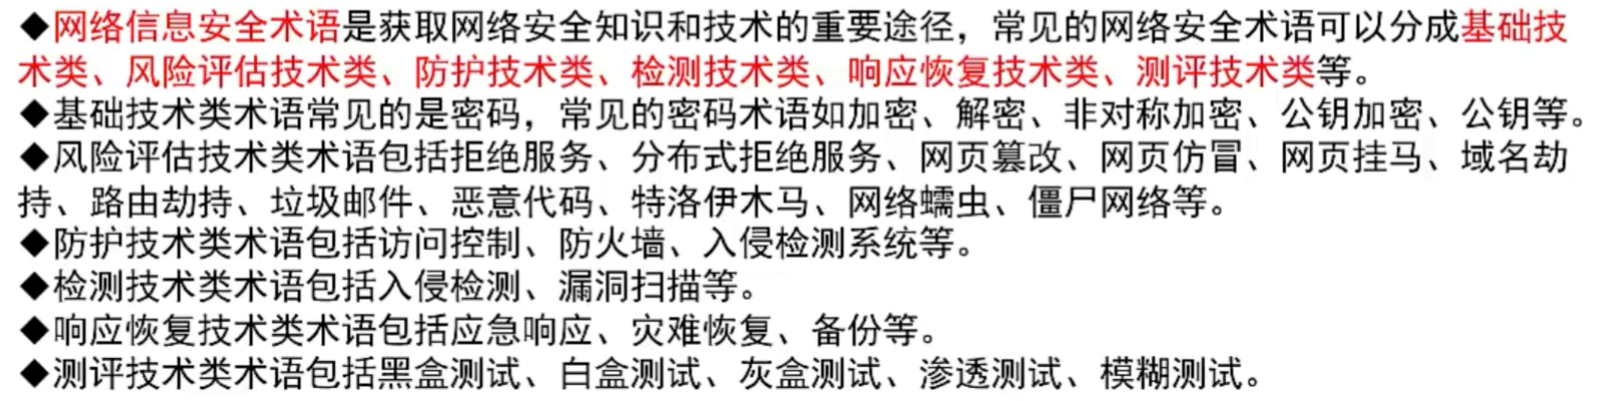 ◆网络信息安全术语是获取网络安全知识和技术的重要途径，常见的网络安全术语可以分成基础技
术类、风险评估技术类、防护技术类、检测技术类、响应恢复技术类、测评技术类等。
◆基础技术类术语常见的是密码，常见的密码术语如加密、解密、非对称加密、公钥加密、公钥等。
◆风险评估技术类术语包括拒绝服务、分布式拒绝服务、网页篡改、网页仿冒、网页挂马、域名劫
持、路由劫持、垃圾邮件、恶意代码、特洛伊木马、网络蠕虫、僵尸网络等。
◆防护技术类术语包括访问控制、防火墙、入侵检测系统等。
◆检测技术类术语包括入侵检测、漏洞扫描等。
◆响应恢复技术类术语包括应急响应、灾难恢复、备份等。
◆测评技术类术语包括黑盒测试、白盒测试、灰盒测试、渗透测试、模糊测试。